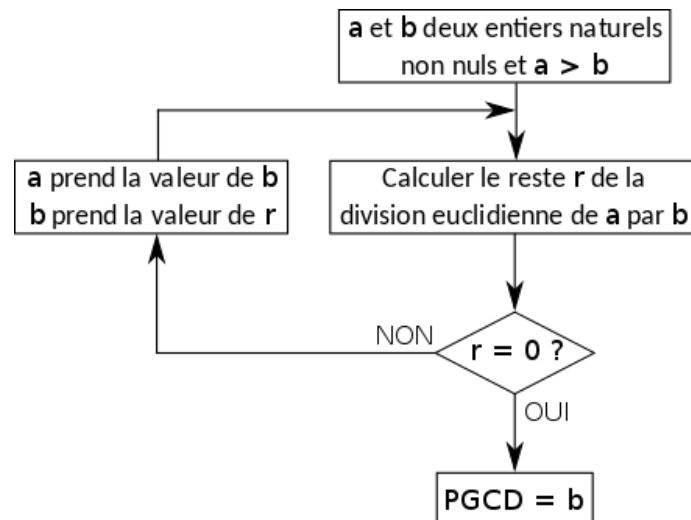 a et b deux entiers naturels
non nuls et a > b
a prend la valeur de b
b prend la valeur de r
Calculer le reste r de la
division euclidienne de a par b
NON
r = 0 ?
OUI
PGCD = b